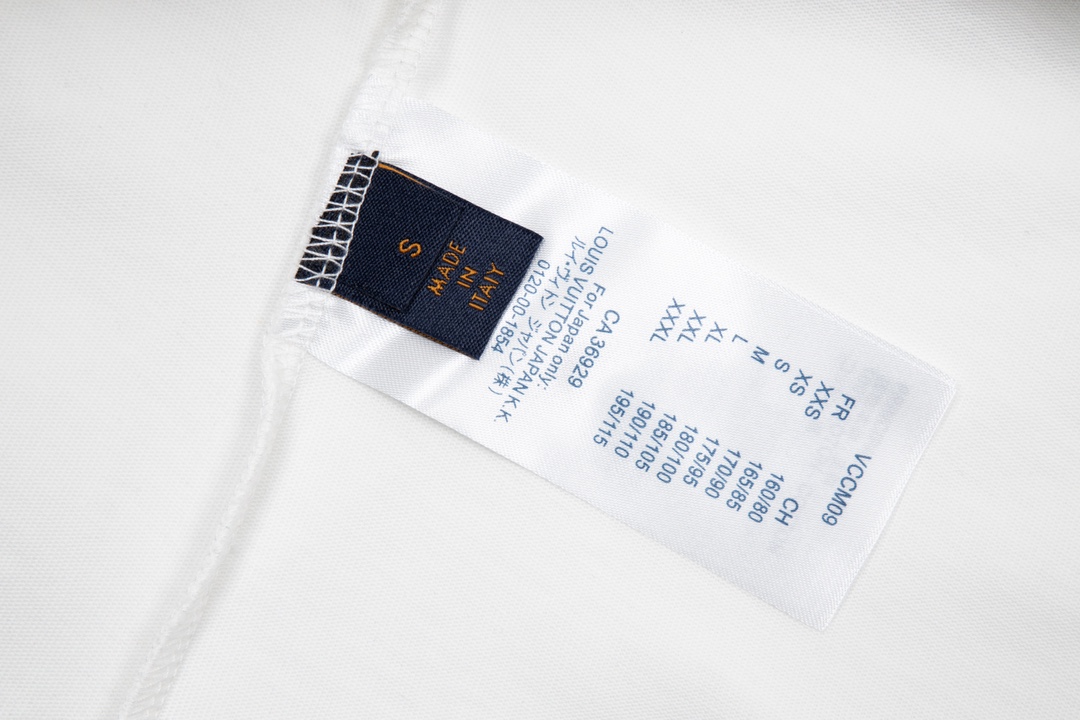 S
MADE
IN
ITALY
VCCM09
FR CH
XXS 160/80
XS 165/85
S 170/90
M 175/95
L 180/100
XL 185/105
XXL 190/110
XXXL 195/115
CA 36929
For Japan only:
LOUIS VUITTON JAPAN K.K.
ルイ・ヴィトン ジャパン(株)
0120-00-1854